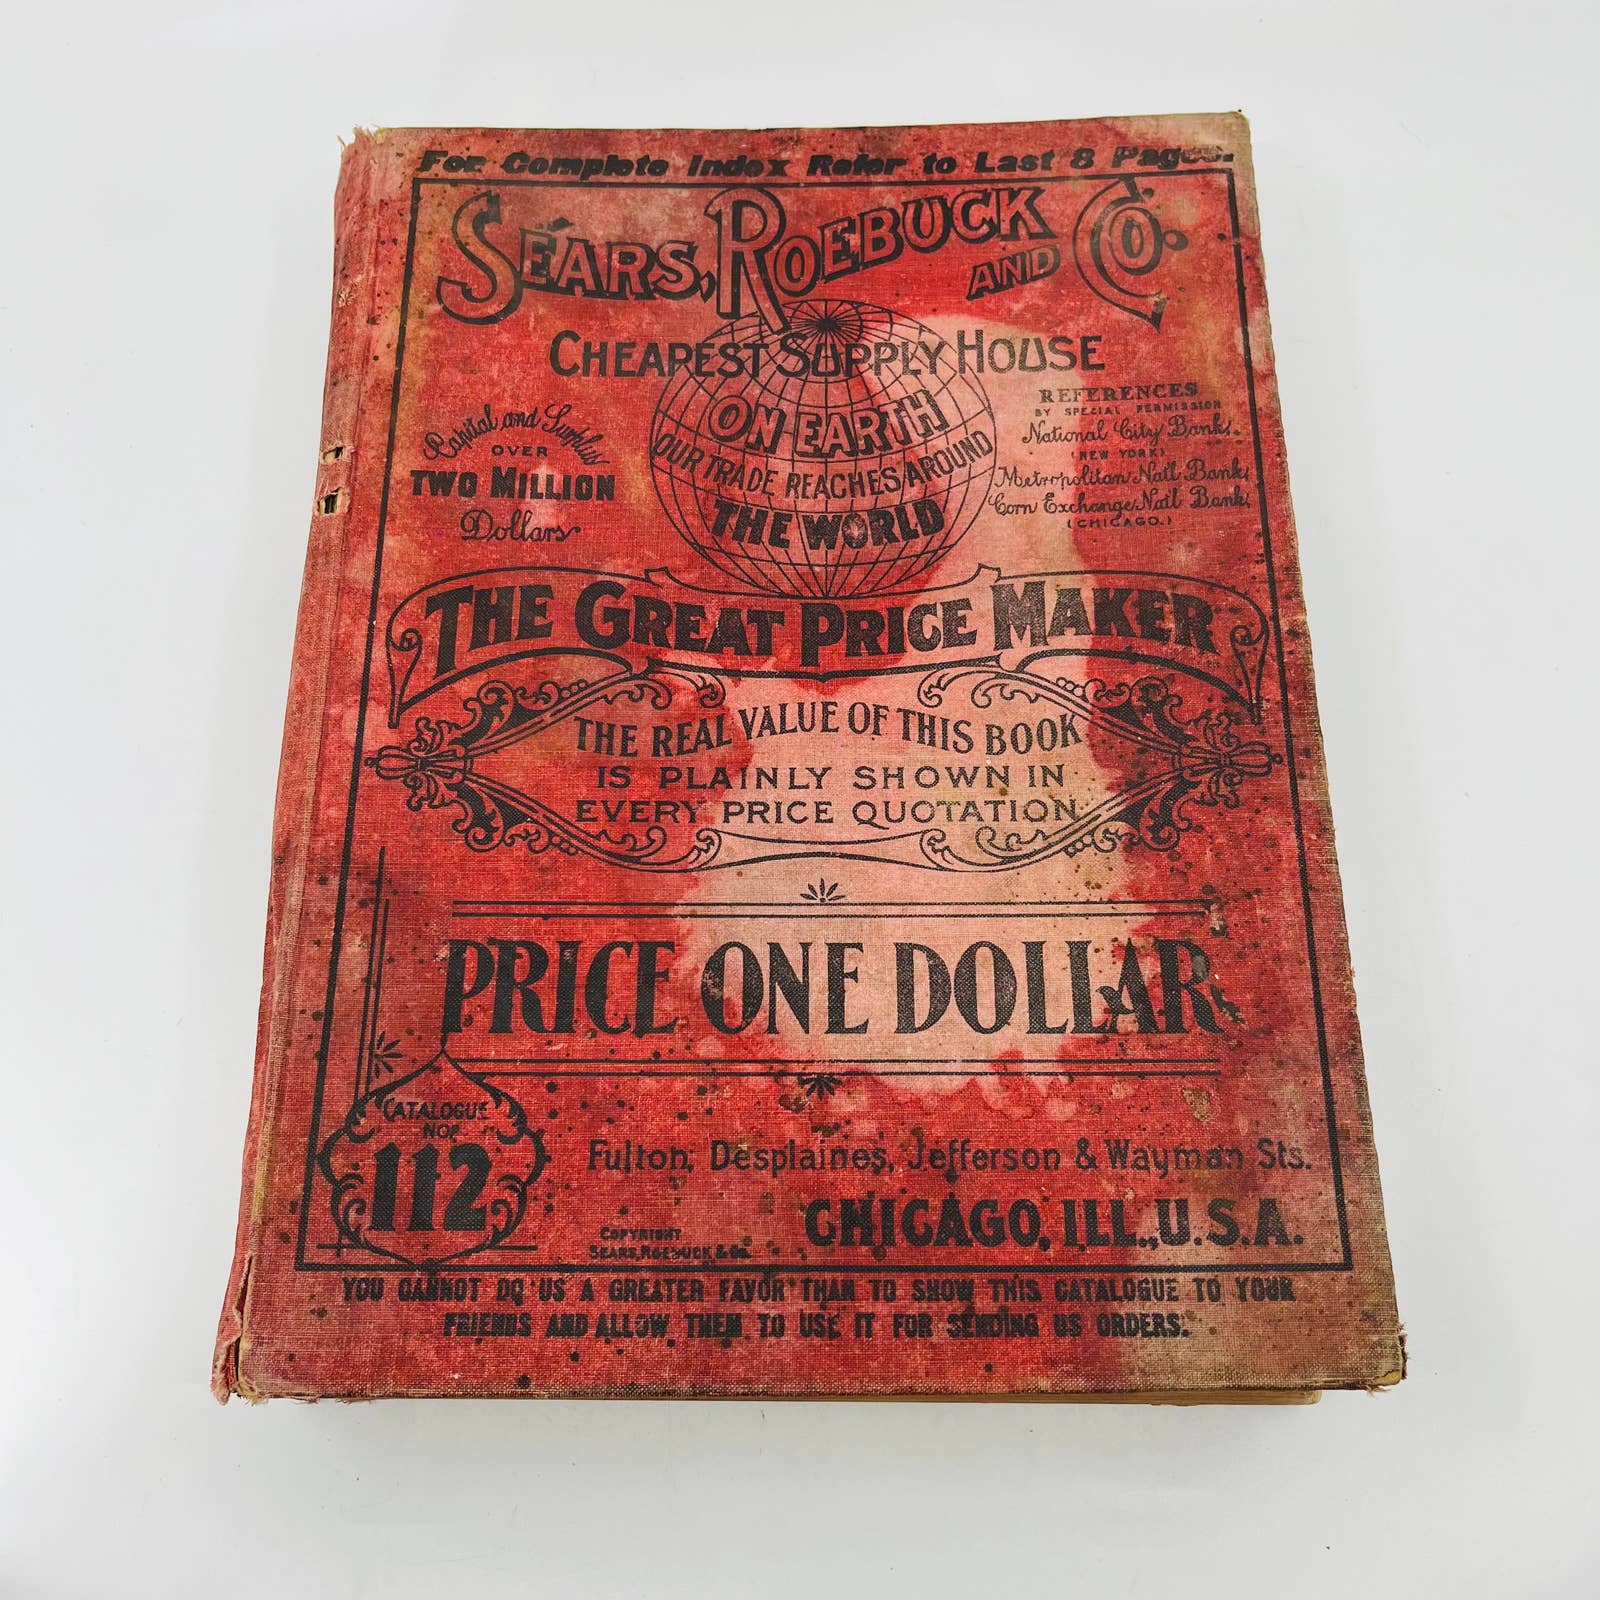 For Complete Index Refer to Last 8 Pages.
SEARS, ROEBUCK AND CO.
CHEAPEST SUPPLY HOUSE
ON EARTH
OUR TRADE REACHES AROUND
THE WORLD
Capital and Surplus
OVER
TWO MILLION
Dollars
REFERENCES
BY SPECIAL PERMISSION
National City Bank,
(NEW YORK)
Metropolitan Nat'l Bank,
Corn Exchange Nat'l Bank,
(CHICAGO.)
THE GREAT PRICE MAKER
THE REAL VALUE OF THIS BOOK
IS PLAINLY SHOWN IN
EVERY PRICE QUOTATION
PRICE ONE DOLLAR
CATALOGUE
NO.
112
Fulton, Desplaines, Jefferson & Wayman Sts.
CHICAGO, ILL., U.S.A.
COPYRIGHT
SEARS, ROEBUCK & Co.
YOU CANNOT DO US A GREATER FAVOR THAN TO SHOW THIS CATALOGUE TO YOUR
FRIENDS AND ALLOW THEM TO USE IT FOR SENDING US ORDERS.